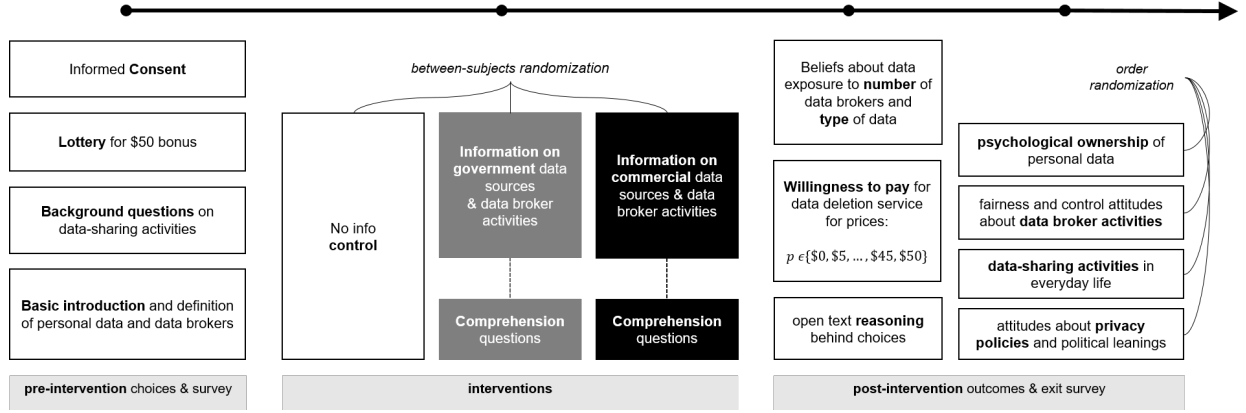 Informed Consent
Lottery for $50 bonus
Background questions on
data-sharing activities
Basic introduction and definition
of personal data and data brokers
pre-intervention choices & survey
between-subjects randomization
No info
control
Information on
government data
sources
& data broker
activities
Comprehension
questions
Information on
commercial data
sources & data
broker activities
Comprehension
questions
interventions
Beliefs about data
exposure to number of
data brokers and
type of data
Willingness to pay for
data deletion service
for prices:
p ϵ{$0, $5, … , $45, $50}
open text reasoning
behind choices
order
randomization
psychological ownership of
personal data
fairness and control attitudes
about data broker activities
data-sharing activities in
everyday life
attitudes about privacy
policies and political leanings
post-intervention outcomes & exit survey